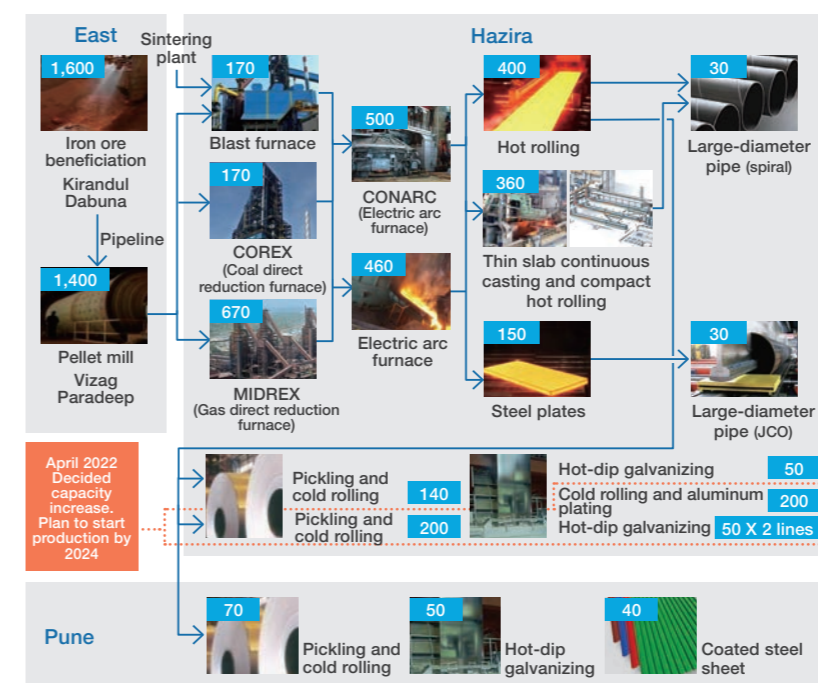 East
Sintering
plant
Hazira
1,600
Iron ore
beneficiation
Kirandul
Dabuna
Pipeline
1,400
Pellet mill
Vizag
Paradeep
170
Blast furnace
170
COREX
(Coal direct
reduction furnace)
670
MIDREX
(Gas direct reduction
furnace)
500
CONARC
(Electric arc
furnace)
460
Electric arc
furnace
400
Hot rolling
360
Thin slab continuous
casting and compact
hot rolling
150
Steel plates
30
Large-diameter
pipe (spiral)
30
Large-diameter
pipe (JCO)
April 2022
Decided
capacity
increase.
Plan to start
production by
2024
Pickling and
cold rolling
140
Pickling and
cold rolling
200
Hot-dip galvanizing
50
Cold rolling and aluminum
plating
200
Hot-dip galvanizing
50 X 2 lines
Pune
70
Pickling and
cold rolling
50
Hot-dip
galvanizing
40
Coated steel
sheet